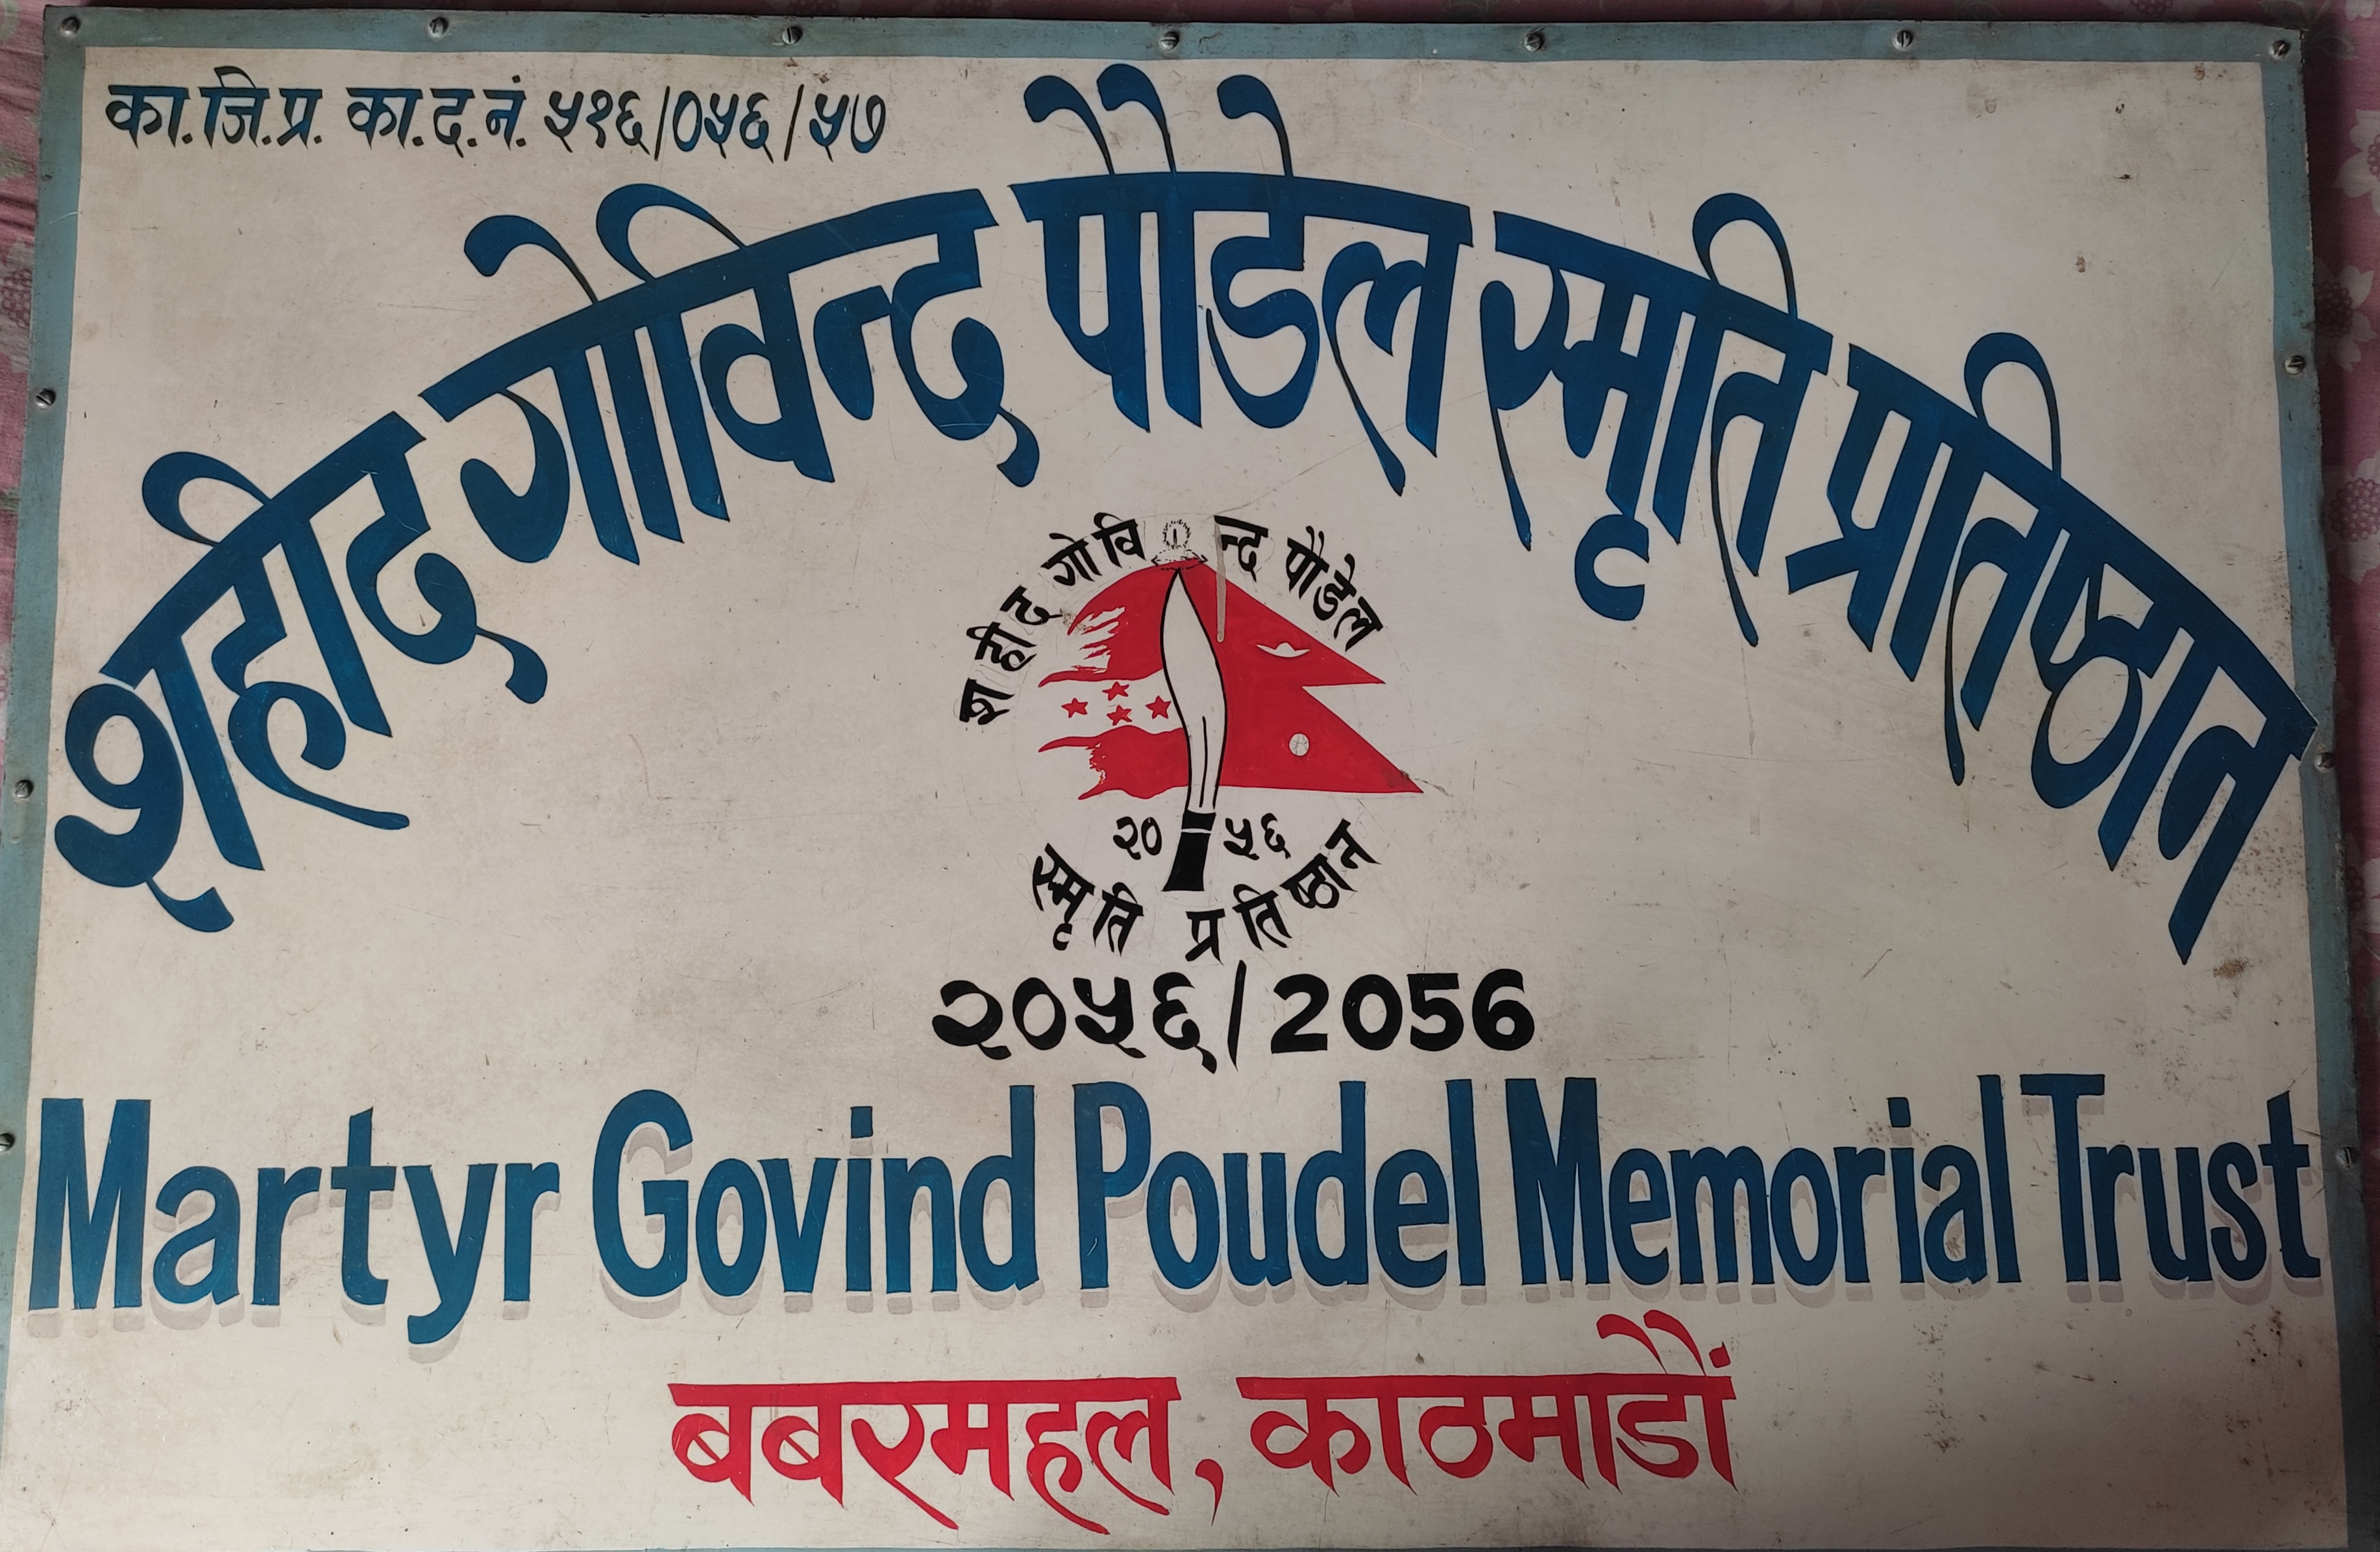 का.जि.प्र. का.द.नं. ५१६/०५६/५७
शहीद गोविन्द पौडेल स्मृति प्रतिष्ठान
शहीद गोविन्द पौडेल
२०५६
स्मृति प्रतिष्ठान
२०५६/2056
Martyr Govind Poudel Memorial Trust
बबरमहल, काठमाडौं